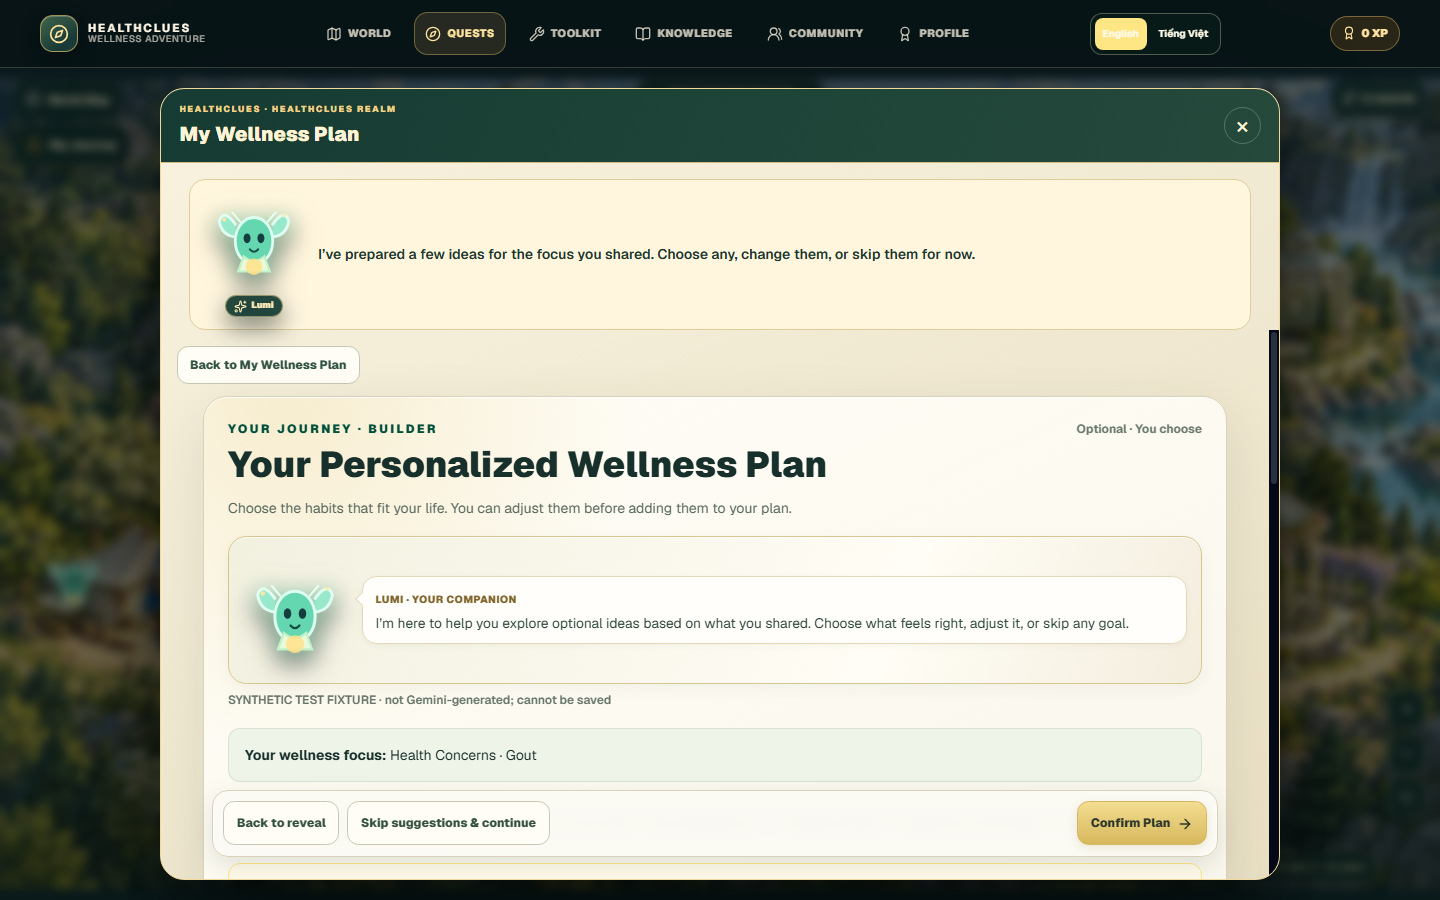 HEALTHCLUES
WELLNESS ADVENTURE
WORLD
QUESTS
TOOLKIT
KNOWLEDGE
COMMUNITY
PROFILE
English
Tiếng Việt
0 XP
HEALTHCLUES · HEALTHCLUES REALM
My Wellness Plan
I've prepared a few ideas for the focus you shared. Choose any, change them, or skip them for now.
Lumi
Back to My Wellness Plan
YOUR JOURNEY · BUILDER
Optional · You choose
Your Personalized Wellness Plan
Choose the habits that fit your life. You can adjust them before adding them to your plan.
LUMI · YOUR COMPANION
I'm here to help you explore optional ideas based on what you shared. Choose what feels right, adjust it, or skip any goal.
SYNTHETIC TEST FIXTURE · not Gemini-generated; cannot be saved
Your wellness focus: Health Concerns · Gout
Back to reveal
Skip suggestions & continue
Confirm Plan